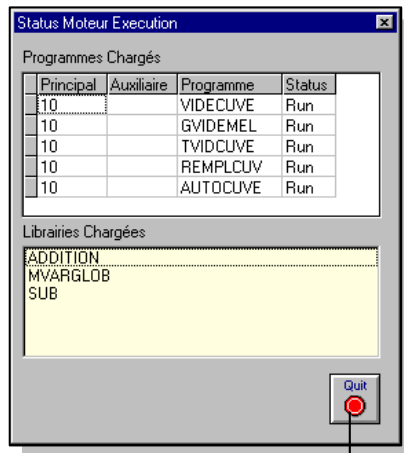 Status Moteur Execution
Programmes Chargés
Principal Auxiliaire Programme Status
10 VIDECUVE Run
10 GVIDEMEL Run
10 TVIDCUVE Run
10 REMPLCUV Run
10 AUTOCUVE Run
Librairies Chargées
ADDITION
MVARGLOB
SUB
Quit